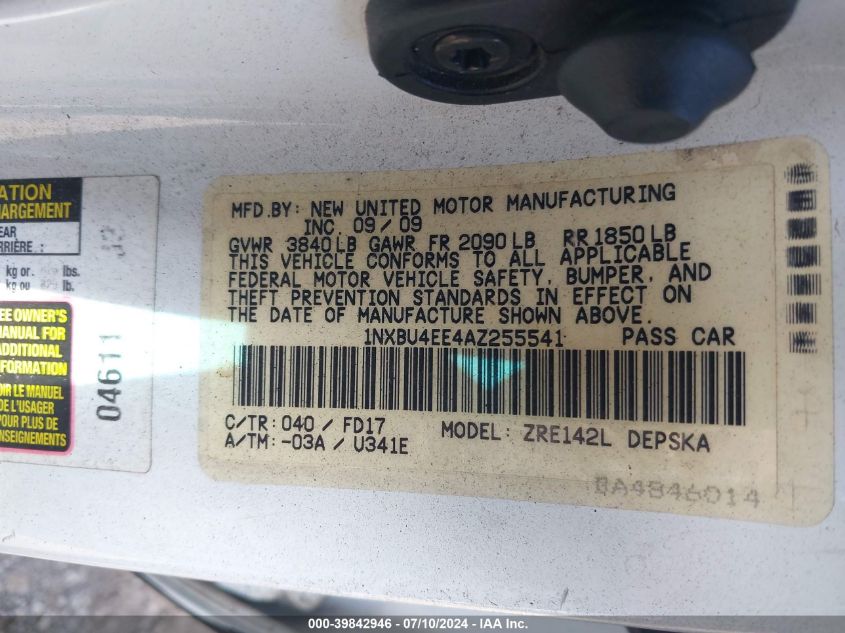 ATION
HARGEMENT
EAR
RRIÈRE :
kg or. lbs.
kg ou lb.
EE OWNER'S
MANUAL FOR
ADDITIONAL
NFORMATION
OIR LE MANUEL
DE L'USAGER
POUR PLUS DE
NSEIGNEMENTS
04611
MFD.BY: NEW UNITED MOTOR MANUFACTURING
INC. 09/09
GVWR 3840LB GAWR FR 2090LB RR 1850LB
THIS VEHICLE CONFORMS TO ALL APPLICABLE
FEDERAL MOTOR VEHICLE SAFETY, BUMPER, AND
THEFT PREVENTION STANDARDS IN EFFECT ON
THE DATE OF MANUFACTURE SHOWN ABOVE.
1NXBU4EE4AZ255541 PASS CAR
C/TR: 040 / FD17
A/TM: -03A / U341E
MODEL: ZRE142L DEPSKA
BA4846014
000-39842946 - 07/10/2024 - IAA Inc.